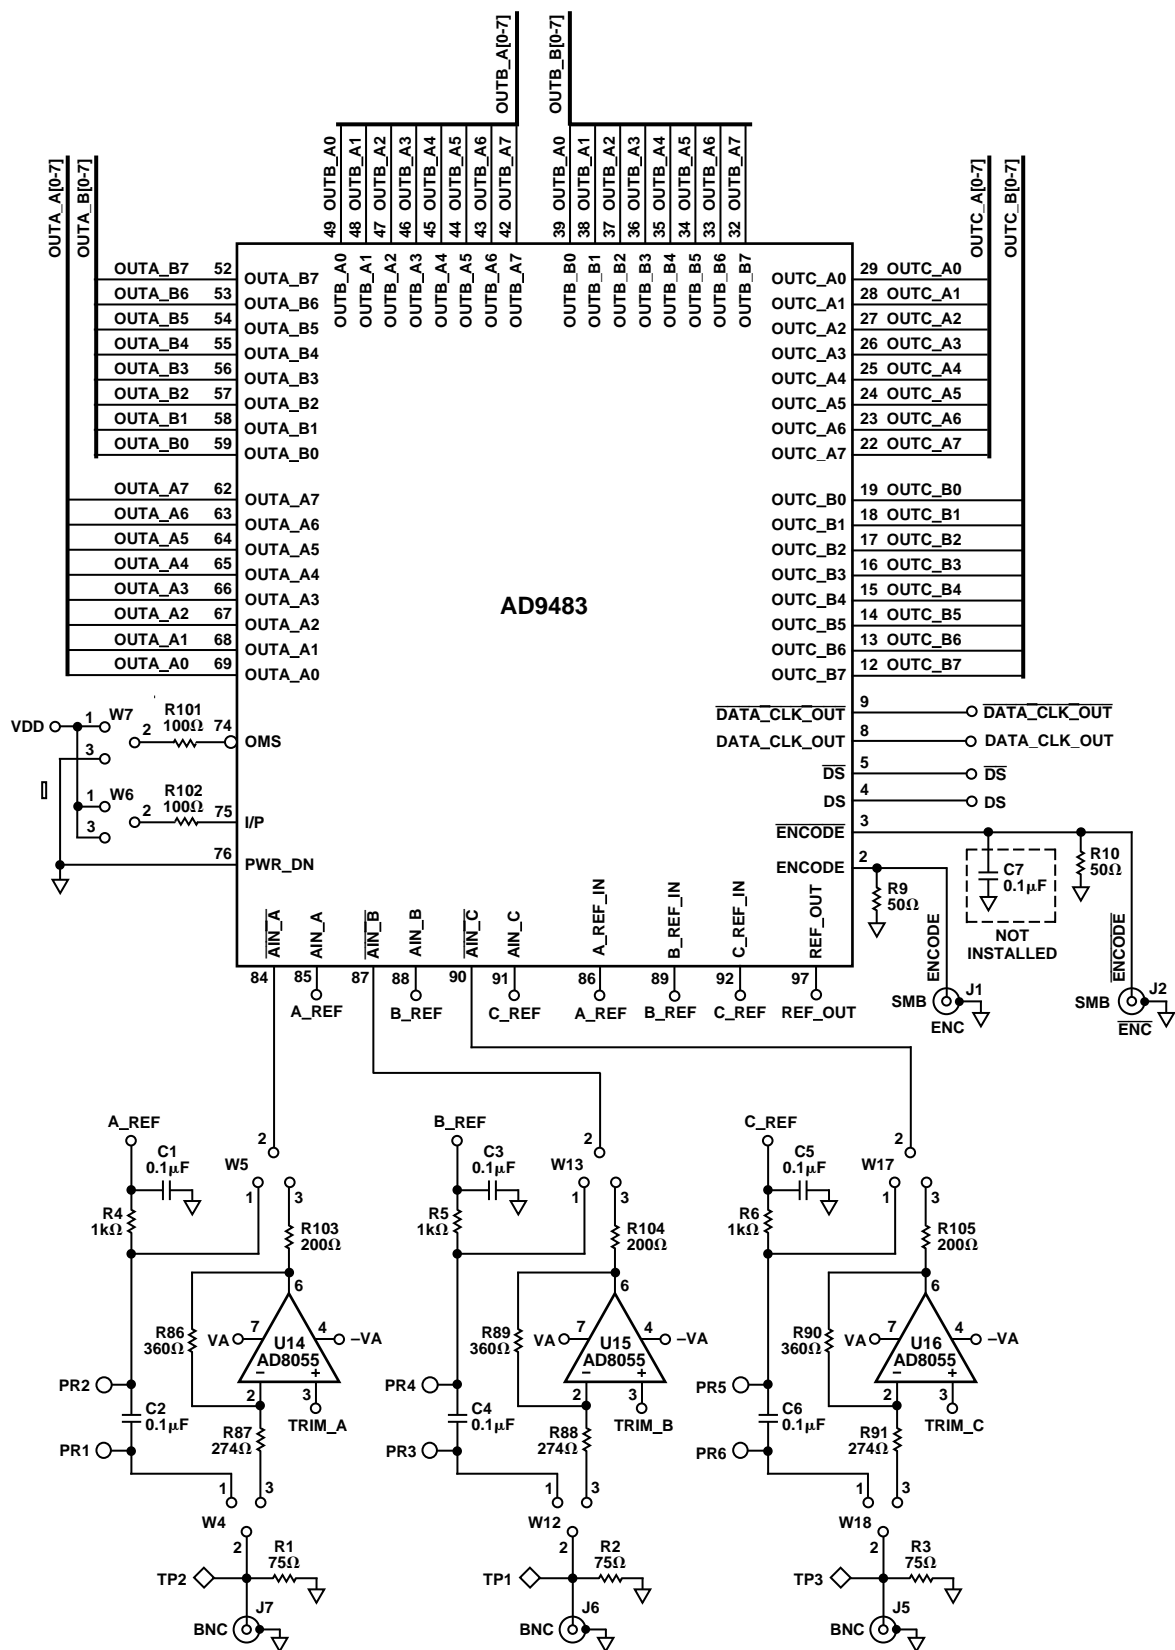 OUTB_A[0-7]
OUTB_B[0-7]
OUTA_A[0-7]
OUTA_B[0-7]
OUTC_A[0-7]
OUTC_B[0-7]
49 OUTB_A0
48 OUTB_A1
47 OUTB_A2
46 OUTB_A3
45 OUTB_A4
44 OUTB_A5
43 OUTB_A6
42 OUTB_A7
39 OUTB_A0
38 OUTB_A1
37 OUTB_A2
36 OUTB_A3
35 OUTB_A4
34 OUTB_A5
33 OUTB_A6
32 OUTB_A7
OUTB_A0
OUTB_A1
OUTB_A2
OUTB_A3
OUTB_A4
OUTB_A5
OUTB_A6
OUTB_A7
OUTB_B0
OUTB_B1
OUTB_B2
OUTB_B3
OUTB_B4
OUTB_B5
OUTB_B6
OUTB_B7
OUTA_B7 52 OUTA_B7
OUTA_B6 53 OUTA_B6
OUTA_B5 54 OUTA_B5
OUTA_B4 55 OUTA_B4
OUTA_B3 56 OUTA_B3
OUTA_B2 57 OUTA_B2
OUTA_B1 58 OUTA_B1
OUTA_B0 59 OUTA_B0
OUTA_A7 62 OUTA_A7
OUTA_A6 63 OUTA_A6
OUTA_A5 64 OUTA_A5
OUTA_A4 65 OUTA_A4
OUTA_A3 66 OUTA_A3
OUTA_A2 67 OUTA_A2
OUTA_A1 68 OUTA_A1
OUTA_A0 69 OUTA_A0
OUTC_A0 29 OUTC_A0
OUTC_A1 28 OUTC_A1
OUTC_A2 27 OUTC_A2
OUTC_A3 26 OUTC_A3
OUTC_A4 25 OUTC_A4
OUTC_A5 24 OUTC_A5
OUTC_A6 23 OUTC_A6
OUTC_A7 22 OUTC_A7
OUTC_B0 19 OUTC_B0
OUTC_B1 18 OUTC_B1
OUTC_B2 17 OUTC_B2
OUTC_B3 16 OUTC_B3
OUTC_B4 15 OUTC_B4
OUTC_B5 14 OUTC_B5
OUTC_B6 13 OUTC_B6
OUTC_B7 12 OUTC_B7
AD9483
VDD 1 W7 2 3
R101
100Ω
74 OMS
1 W6 2 3
R102
100Ω
75 I/P
76 PWR_DN
DATA_CLK_OUT 9 DATA_CLK_OUT
DATA_CLK_OUT 8 DATA_CLK_OUT
DS 5 DS
DS 4 DS
ENCODE 3
ENCODE 2
R9
50Ω
C7
0.1μF
NOT
INSTALLED
R10
50Ω
ENCODE
ENCODE
SMB J1
ENC
SMB J2
ENC
AIN_A
AIN_A
AIN_B
AIN_B
AIN_C
AIN_C
A_REF_IN
B_REF_IN
C_REF_IN
REF_OUT
84 85 87 88 90 91 86 89 92 97
A_REF B_REF C_REF A_REF B_REF C_REF REF_OUT
A_REF
C1
0.1μF
R4
1kΩ
W5
2
1
3
R103
200Ω
6
R86
360Ω
VA 7
U14
AD8055
4 –VA
– +
2 3
TRIM_A
PR2
C2
0.1μF
PR1
R87
274Ω
1 3
W4
2
R1
75Ω
TP2
BNC J7
B_REF
C3
0.1μF
R5
1kΩ
W13
2
1
3
R104
200Ω
6
R89
360Ω
VA 7
U15
AD8055
4 –VA
– +
2 3
TRIM_B
PR4
C4
0.1μF
PR3
R88
274Ω
1 3
W12
2
R2
75Ω
TP1
BNC J6
C_REF
C5
0.1μF
R6
1kΩ
W17
2
1
3
R105
200Ω
6
R90
360Ω
VA 7
U16
AD8055
4 –VA
– +
2 3
TRIM_C
PR5
C6
0.1μF
PR6
R91
274Ω
1 3
W18
2
R3
75Ω
TP3
BNC J5